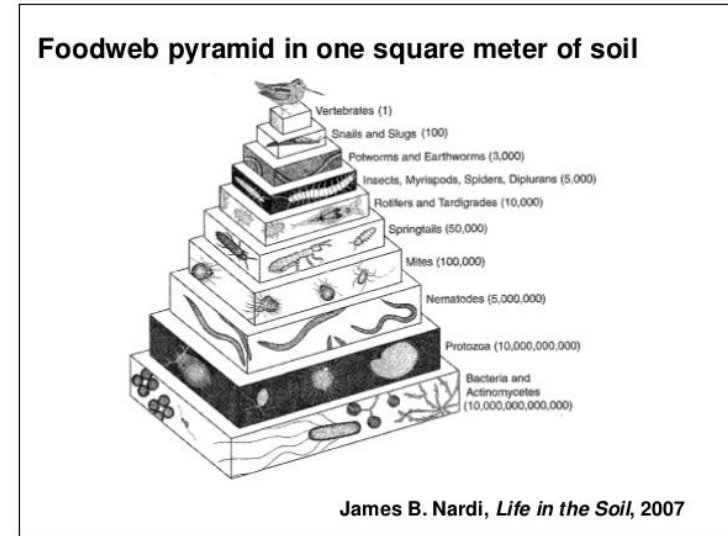 Foodweb pyramid in one square meter of soil
Vertebrates (1)
Snails and Slugs (100)
Potworms and Earthworms (3,000)
Insects, Myriapods, Spiders, Diplurans (5,000)
Rotifers and Tardigrades (10,000)
Springtails (50,000)
Mites (100,000)
Nematodes (5,000,000)
Protozoa (10,000,000,000)
Bacteria and
Actinomycetes
(10,000,000,000,000)
James B. Nardi, Life in the Soil, 2007